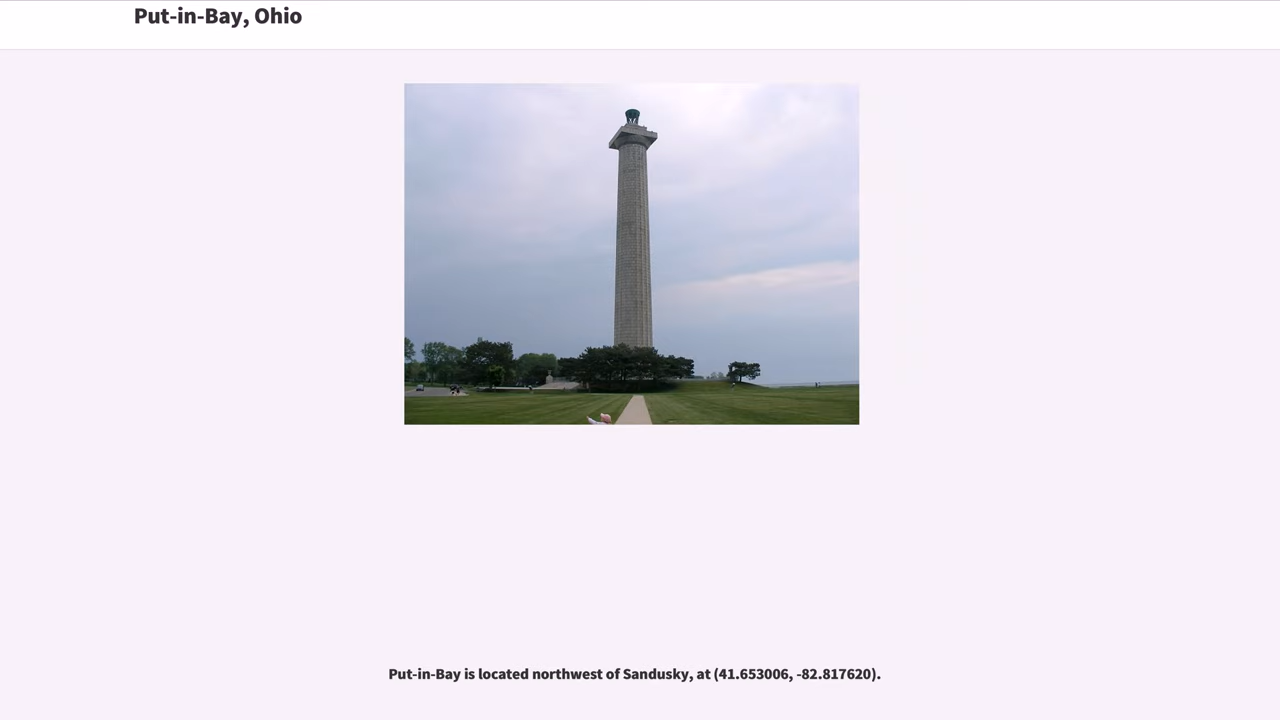 Put-in-Bay, Ohio
Put-in-Bay is located northwest of Sandusky, at (41.653006, -82.817620).